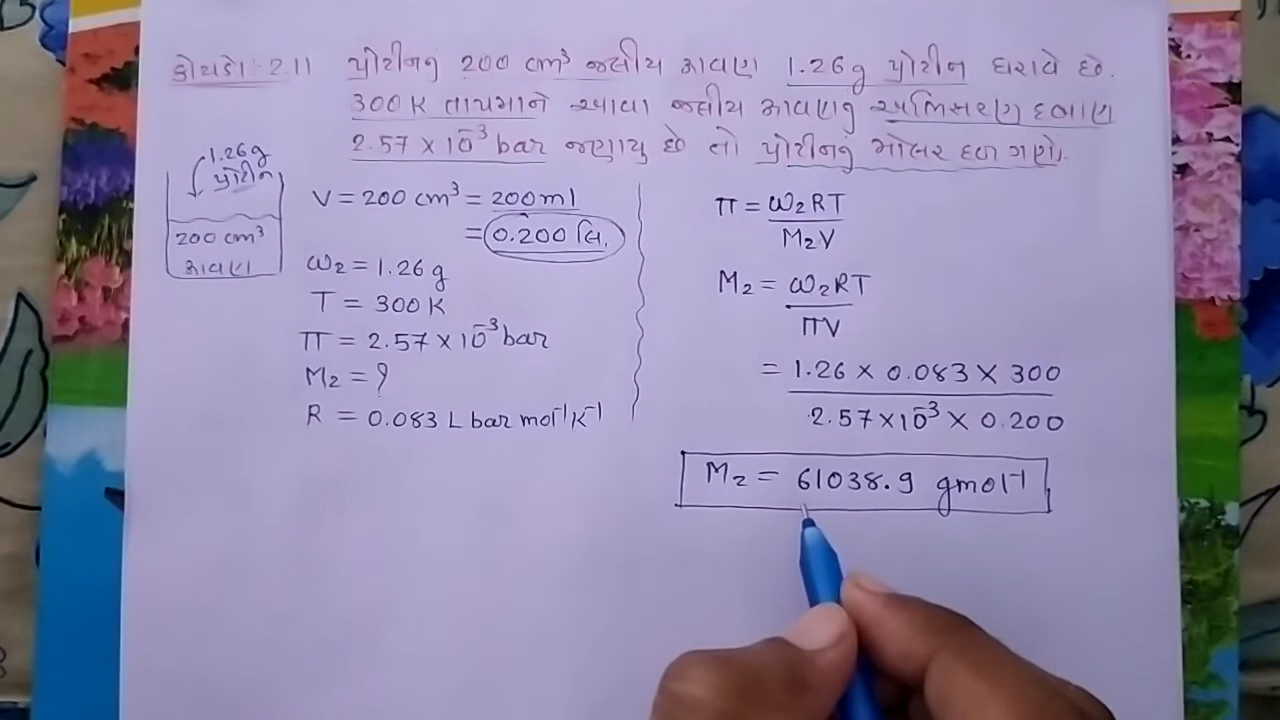 કોયડો:- 2.11 પ્રોટીનનું 200 cm³ જલીય દ્રાવણ 1.26g પ્રોટીન ધરાવે છે.
300K તાપમાને આવા જલીય દ્રાવણનું અભિસરણ દબાણ
2.57 × 10⁻³ bar જણાયુ છે તો પ્રોટીનનું મોલર દળ ગણો.
1.26g
પ્રોટીન
200 cm³
દ્રાવણ
V = 200 cm³ = 200ml
= 0.200 લિ.
ω₂ = 1.26 g
T = 300 K
π = 2.57 × 10⁻³ bar
M₂ = ?
R = 0.083 L bar mol⁻¹ K⁻¹
π = ω₂RT
M₂V
M₂ = ω₂RT
πV
= 1.26 × 0.083 × 300
2.57×10⁻³ × 0.200
M₂ = 61038.9 gmol⁻¹